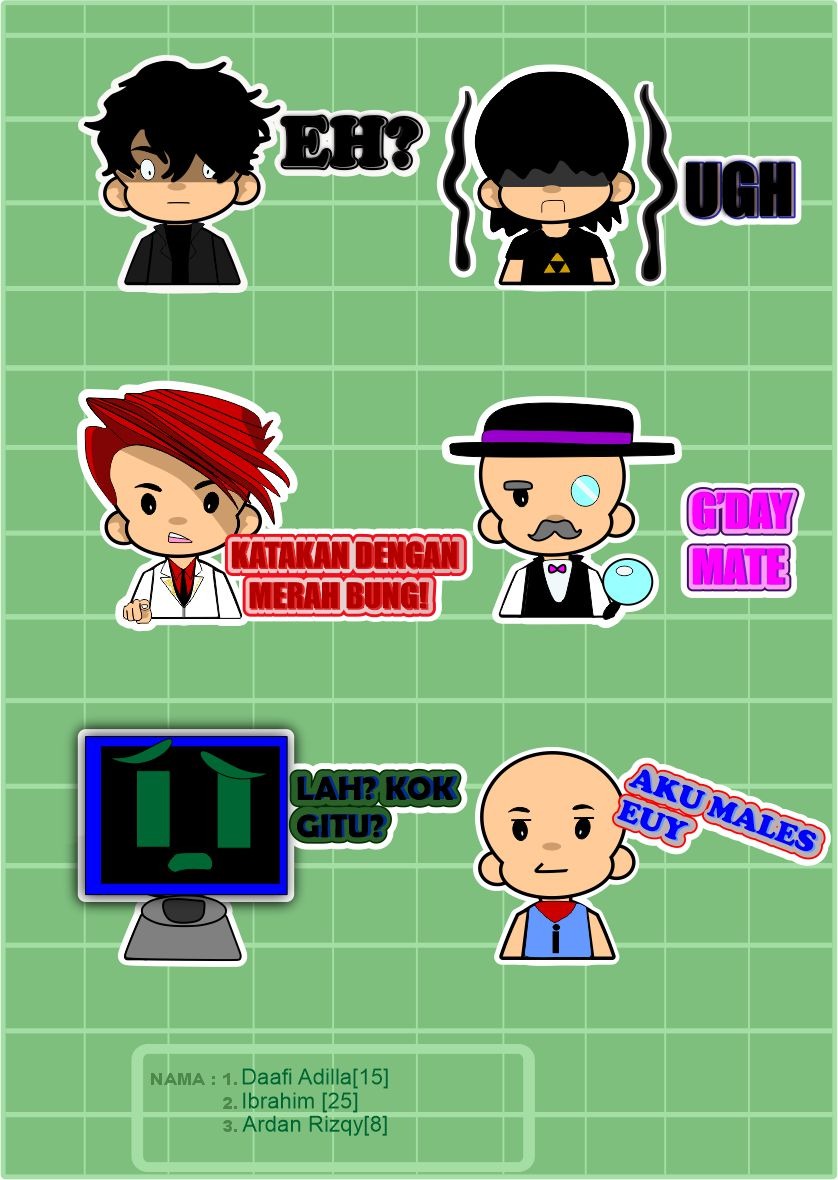 EH?
UGH
KATAKAN DENGAN
MERAH BUNG!
G'DAY
MATE
LAH? KOK
GITU?
AKU MALES
EUY
i
NAMA : 1. Daafi Adilla[15]
2. Ibrahim [25]
3. Ardan Rizqy[8]